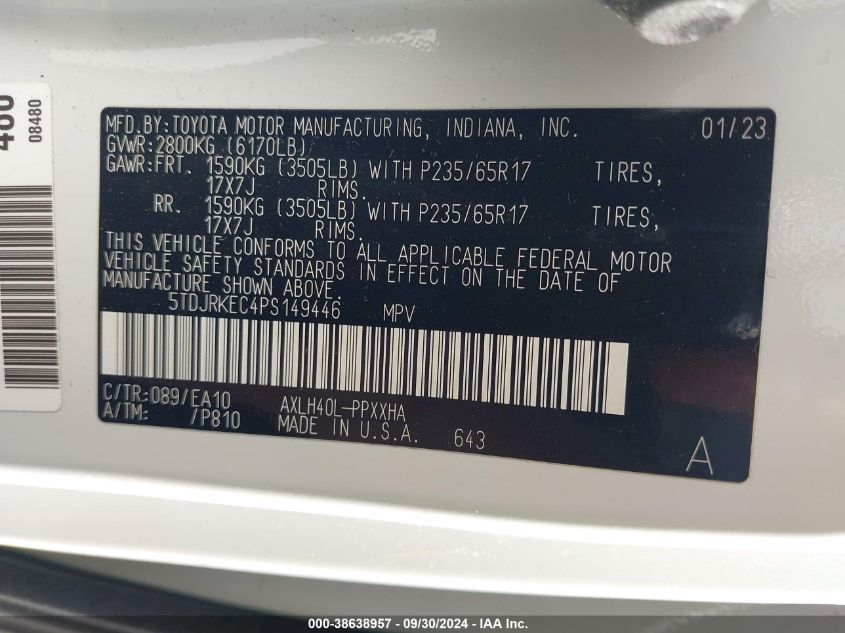 460
08480
MFD.BY:TOYOTA MOTOR MANUFACTURING, INDIANA, INC. 01/23
GVWR:2800KG (6170LB)
GAWR:FRT. 1590KG (3505LB) WITH P235/65R17 TIRES,
17X7J RIMS.
RR. 1590KG (3505LB) WITH P235/65R17 TIRES,
17X7J RIMS.
THIS VEHICLE CONFORMS TO ALL APPLICABLE FEDERAL MOTOR
VEHICLE SAFETY STANDARDS IN EFFECT ON THE DATE OF
MANUFACTURE SHOWN ABOVE.
5TDJRKEC4PS149446 MPV
C/TR:089/EA10 AXLH40L-PPXXHA
A/TM: /P810 MADE IN U.S.A. 643
A
000-38638957 - 09/30/2024 - IAA Inc.